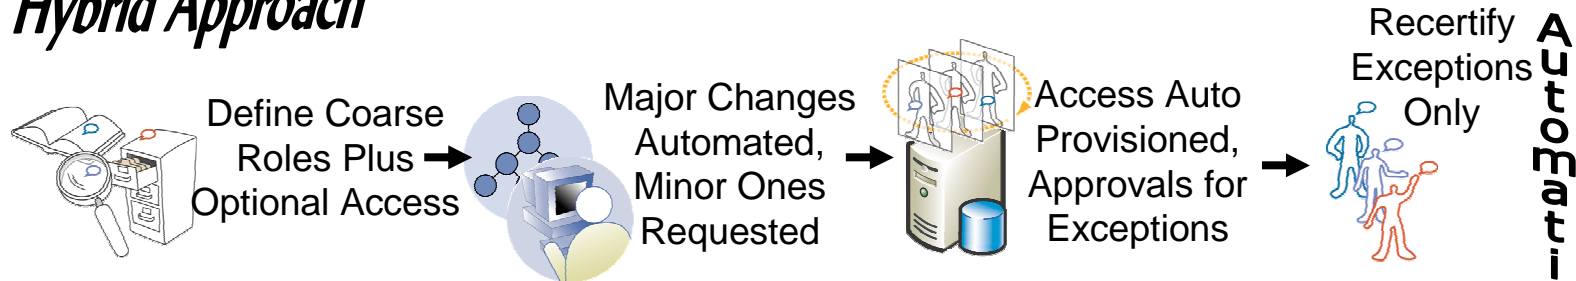 Hybrid Approach
Define Coarse
Roles Plus
Optional Access
Major Changes
Automated,
Minor Ones
Requested
Access Auto
Provisioned,
Approvals for
Exceptions
Recertify
Exceptions
Only
Automati